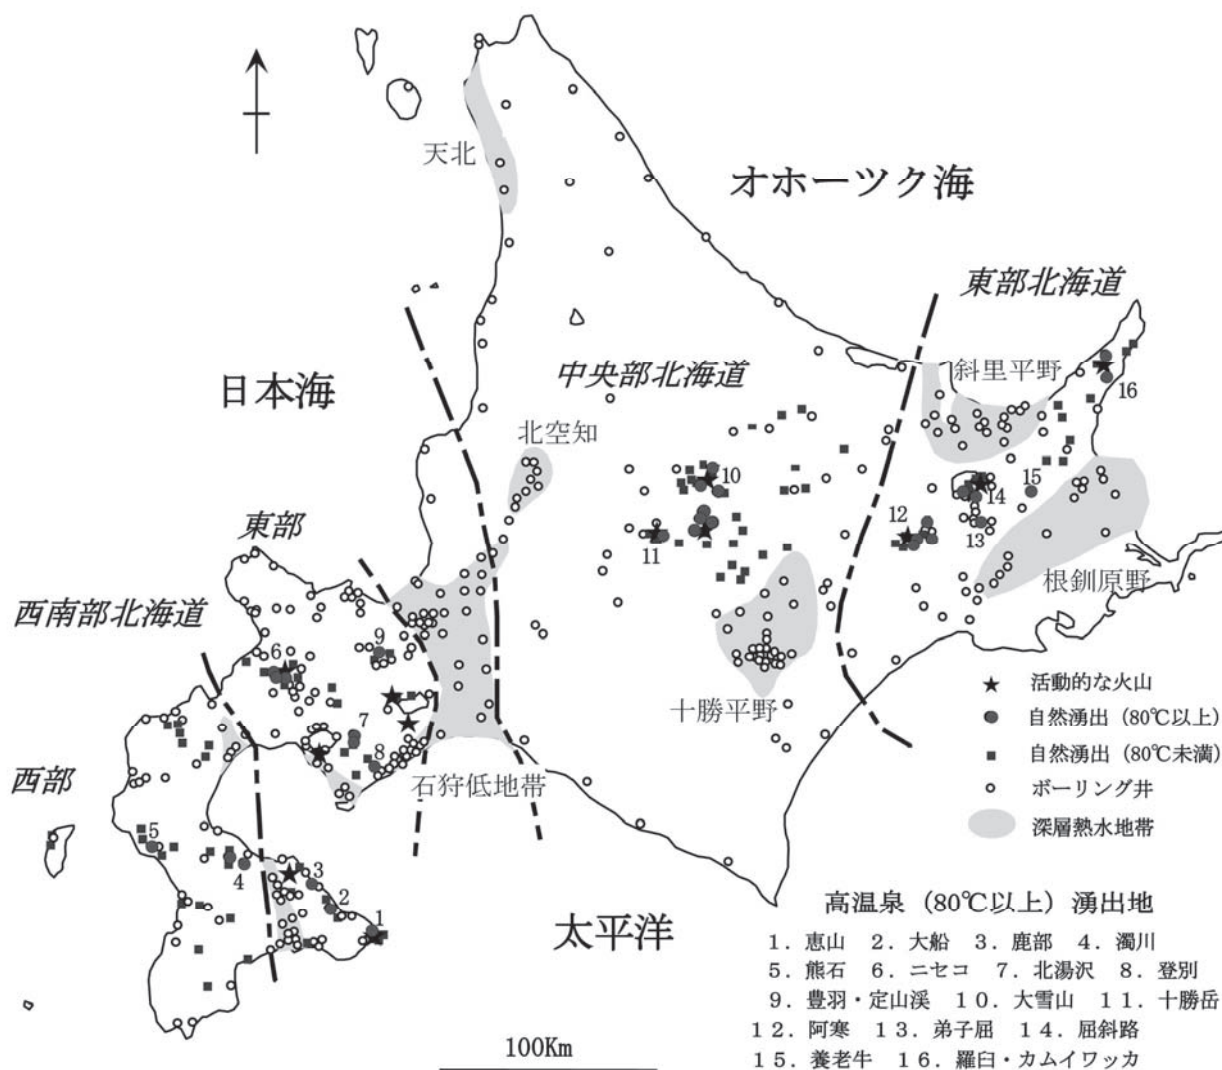 天北
オホーツク海
東部北海道
日本海
中央部北海道
斜里平野
北空知
16
10
15
14
東部
12
13
11
根釧原野
西南部北海道
9
6
十勝平野
7
8
石狩低地帯
西部
5
4
3
2
1
太平洋
活動的な火山
自然湧出(80℃以上)
自然湧出(80℃未満)
ボーリング井
深層熱水地帯
高温泉(80℃以上)湧出地
1.恵山 2.大船 3.鹿部 4.濁川
5.熊石 6.ニセコ 7.北湯沢 8.登別
9.豊羽・定山渓 10.大雪山 11.十勝岳
12.阿寒 13.弟子屈 14.屈斜路
15.養老牛 16.羅臼・カムイワッカ
100Km